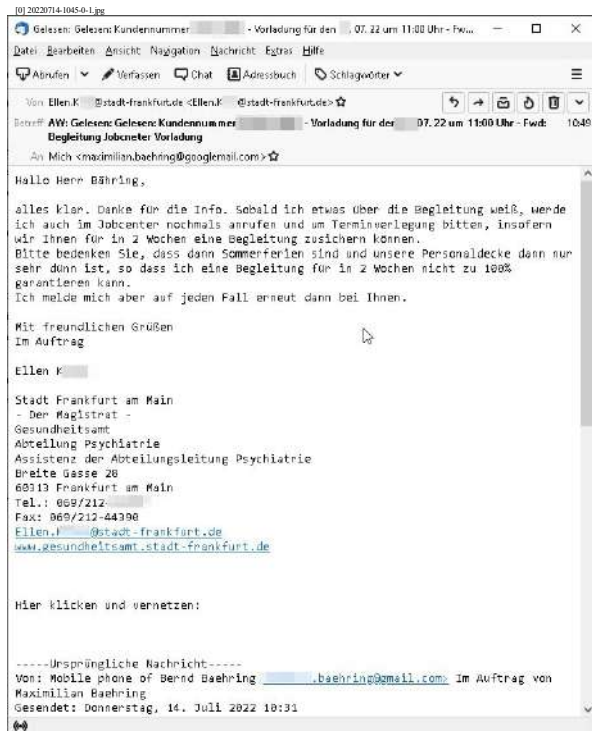 [0] 20220714-1045-0-1.jpg
Gelesen: Gelesen: Kundennummer - Vorladung für den . 07. 22 um 11:00 Uhr - Fw...
Datei Bearbeiten Ansicht Navigation Nachricht Extras Hilfe
Abrufen Verfassen Chat Adressbuch Schlagwörter
Von Ellen.K @stadt-frankfurt.de <Ellen.K @stadt-frankfurt.de>
Betreff AW: Gelesen: Gelesen: Kundennummer - Vorladung für der 07.22 um 11:00 Uhr - Fwd: 10:49
Begleitung Jobcneter Vorladung
An Mich <maximilian.baehring@googlemail.com>
Hallo Herr Bähring,
alles klar. Danke für die Info. Sobald ich etwas über die Begleitung weiß, werde
ich auch im Jobcenter nochmals anrufen und um Terminverlegung bitten, insofern
wir Ihnen für in 2 Wochen eine Begleitung zusichern können.
Bitte bedenken Sie, dass dann Sommerferien sind und unsere Personaldecke dann nur
sehr dünn ist, so dass ich eine Begleitung für in 2 Wochen nicht zu 100%
garantieren kann.
Ich melde mich aber auf jeden Fall erneut dann bei Ihnen.
Mit freundlichen Grüßen
Im Auftrag
Ellen K
Stadt Frankfurt am Main
- Der Magistrat -
Gesundheitsamt
Abteilung Psychiatrie
Assistenz der Abteilungsleitung Psychiatrie
Breite Gasse 28
60313 Frankfurt am Main
Tel.: 069/212-
Fax: 069/212-44390
Ellen. @stadt-frankfurt.de
www.gesundheitsamt.stadt-frankfurt.de
Hier klicken und vernetzen:
-----Ursprüngliche Nachricht-----
Von: Mobile phone of Bernd Baehring .baehring@gmail.com> Im Auftrag von
Maximilian Baehring
Gesendet: Donnerstag, 14. Juli 2022 10:31